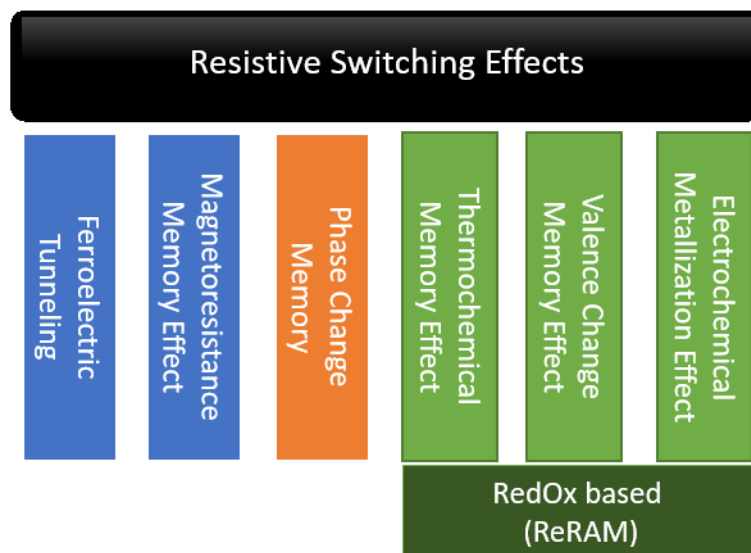 Resistive Switching Effects
Ferroelectric
Tunneling
Magnetoresistance
Memory Effect
Phase Change
Memory
Thermochemical
Memory Effect
Valence Change
Memory Effect
Electrochemical
Metallization Effect
RedOx based
(ReRAM)